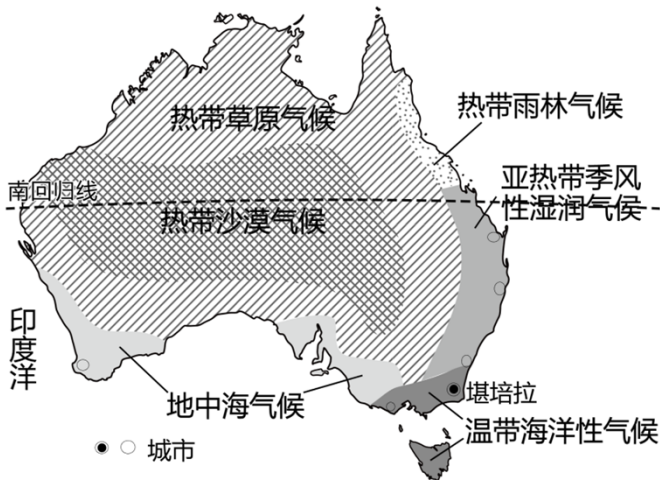 热带草原气候
热带雨林气候
亚热带季风
性湿润气候
南回归线
热带沙漠气候
印度洋
地中海气候
堪培拉
温带海洋性气候
城市